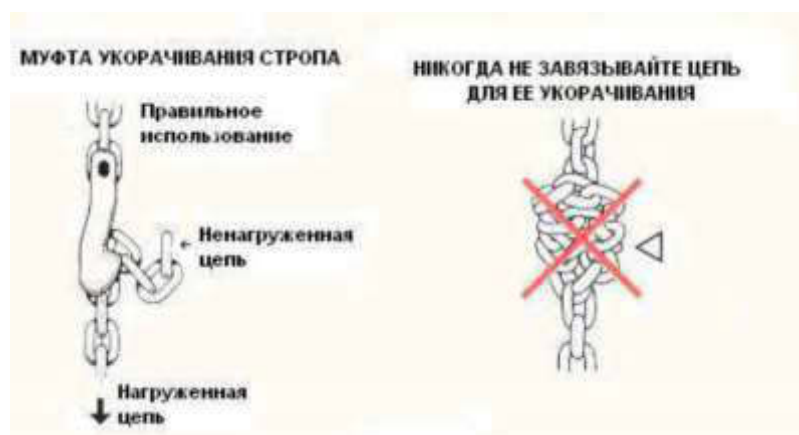 МУФТА УКОРАЧИВАНИЯ СТРОПА
Правильное
использование
Ненагруженная
цепь
Нагруженная
цепь
НИКОГДА НЕ ЗАВЯЗЫВАЙТЕ ЦЕПЬ
ДЛЯ ЕЕ УКОРАЧИВАНИЯ